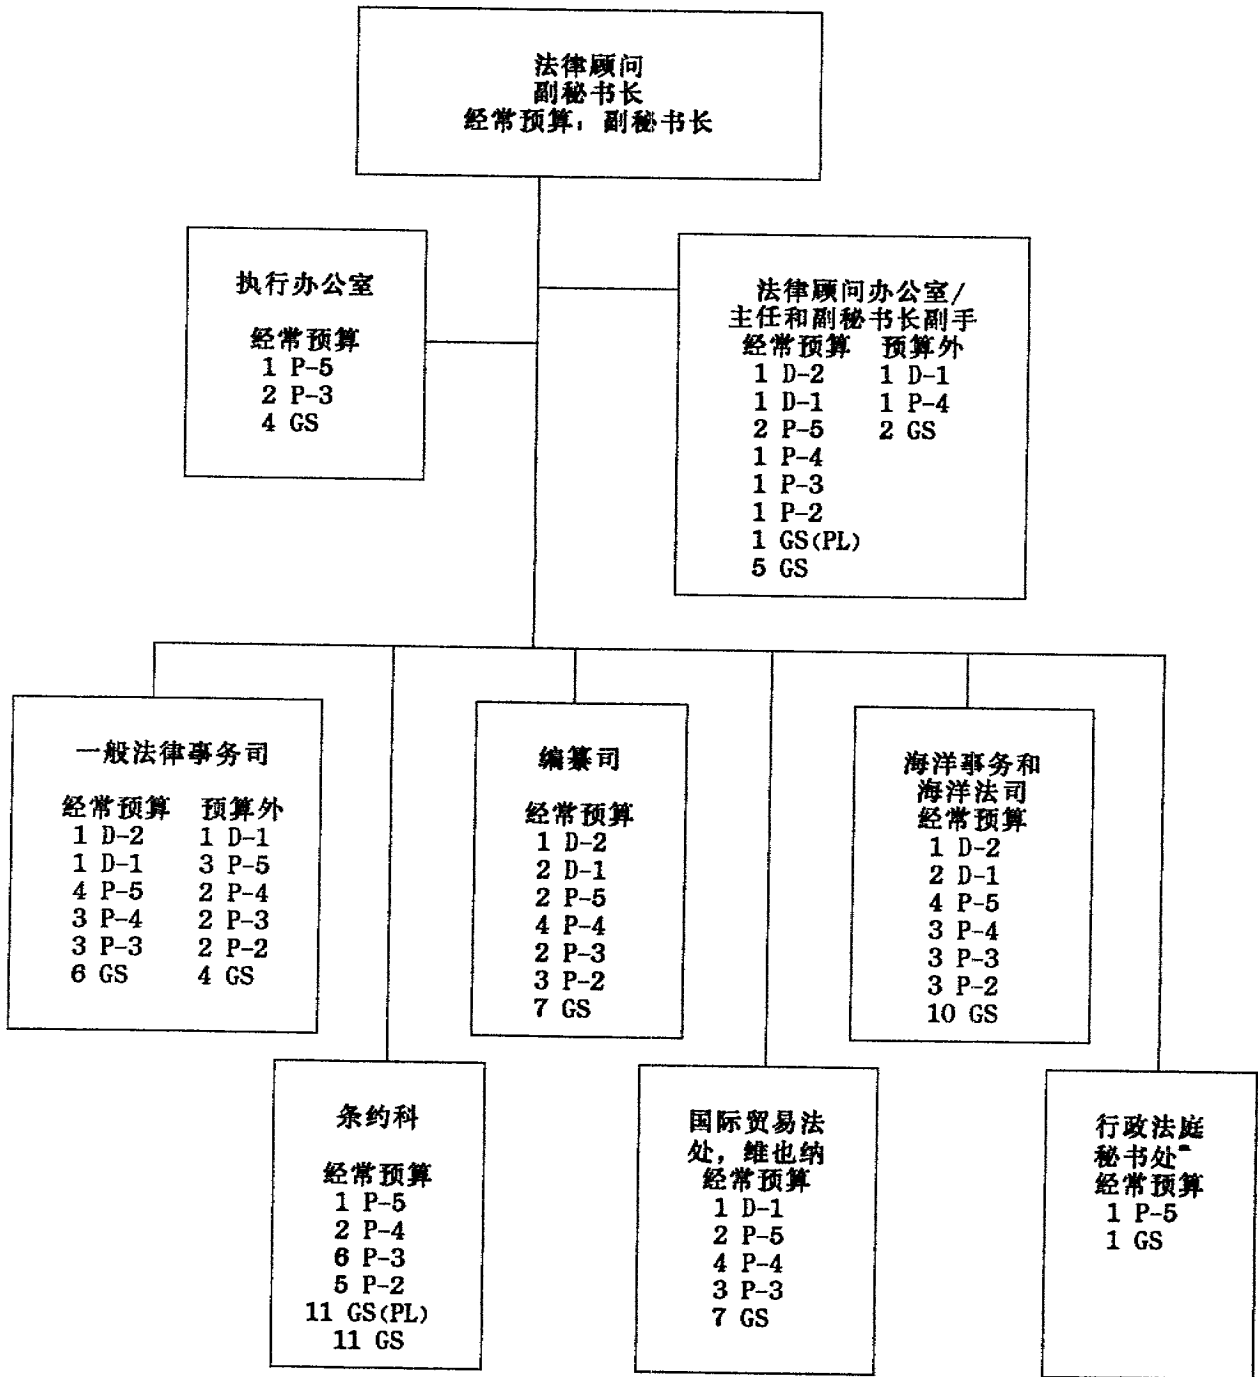 法律顾问
副秘书长
经常预算：副秘书长
执行办公室
经常预算
1 P-5
2 P-3
4 GS
法律顾问办公室/
主任和副秘书长副手
经常预算 预算外
1 D-2 1 D-1
1 D-1 1 P-4
2 P-5 2 GS
1 P-4
1 P-3
1 P-2
1 GS(PL)
5 GS
一般法律事务司
经常预算 预算外
1 D-2 1 D-1
1 D-1 3 P-5
4 P-5 2 P-4
3 P-4 2 P-3
3 P-3 2 P-2
6 GS 4 GS
编纂司
经常预算
1 D-2
2 D-1
2 P-5
4 P-4
2 P-3
3 P-2
7 GS
海洋事务和
海洋法司
经常预算
1 D-2
2 D-1
4 P-5
3 P-4
3 P-3
3 P-2
10 GS
条约科
经常预算
1 P-5
2 P-4
6 P-3
5 P-2
11 GS(PL)
11 GS
国际贸易法
处，维也纳
经常预算
1 D-1
2 P-5
4 P-4
3 P-3
7 GS
行政法庭
秘书处
经常预算
1 P-5
1 GS